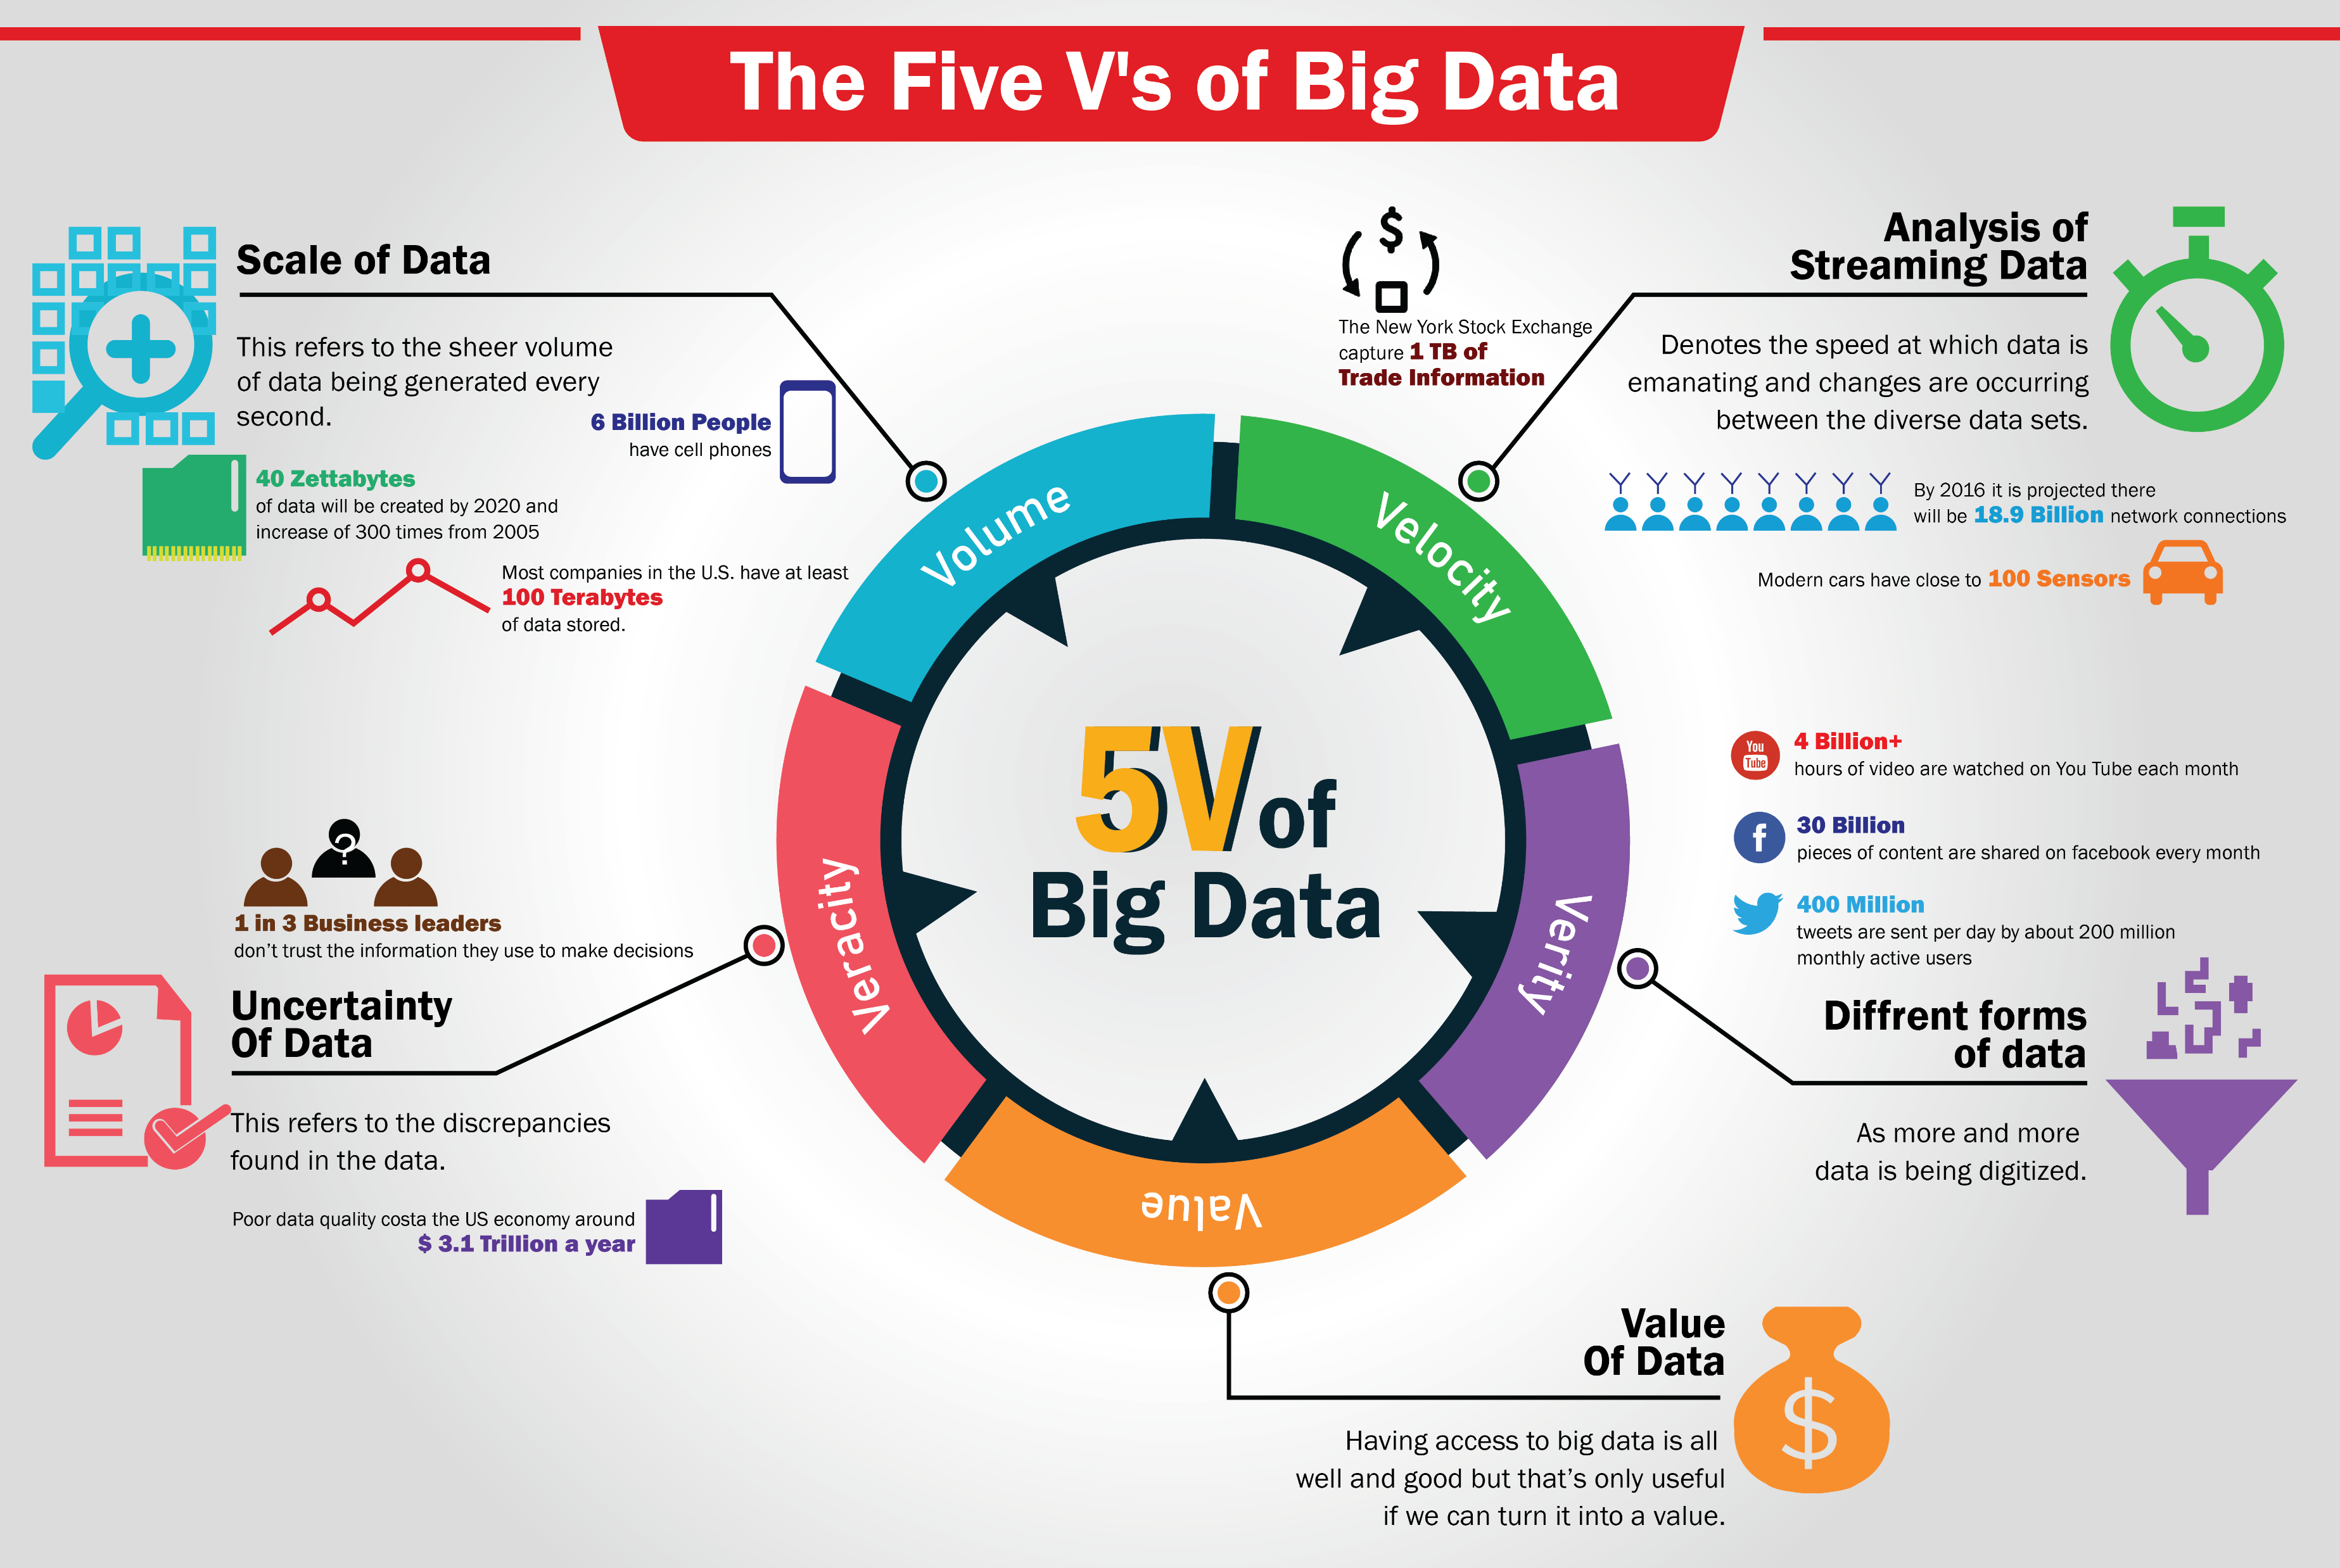 The Five V's of Big Data
Scale of Data
This refers to the sheer volume
of data being generated every
second.
6 Billion People
have cell phones
40 Zettabytes
of data will be created by 2020 and
increase of 300 times from 2005
Most companies in the U.S. have at least
100 Terabytes
of data stored.
$
The New York Stock Exchange
capture 1 TB of
Trade Information
Analysis of
Streaming Data
Denotes the speed at which data is
emanating and changes are occurring
between the diverse data sets.
By 2016 it is projected there
will be 18.9 Billion network connections
Modern cars have close to 100 Sensors
Volume
Velocity
Verity
Value
Veracity
5V of
Big Data
You
Tube
4 Billion+
hours of video are watched on You Tube each month
f
30 Billion
pieces of content are shared on facebook every month
400 Million
tweets are sent per day by about 200 million
monthly active users
Diffrent forms
of data
As more and more
data is being digitized.
?
1 in 3 Business leaders
don't trust the information they use to make decisions
Uncertainty
Of Data
This refers to the discrepancies
found in the data.
Poor data quality costa the US economy around
$ 3.1 Trillion a year
Value
Of Data
$
Having access to big data is all
well and good but that's only useful
if we can turn it into a value.